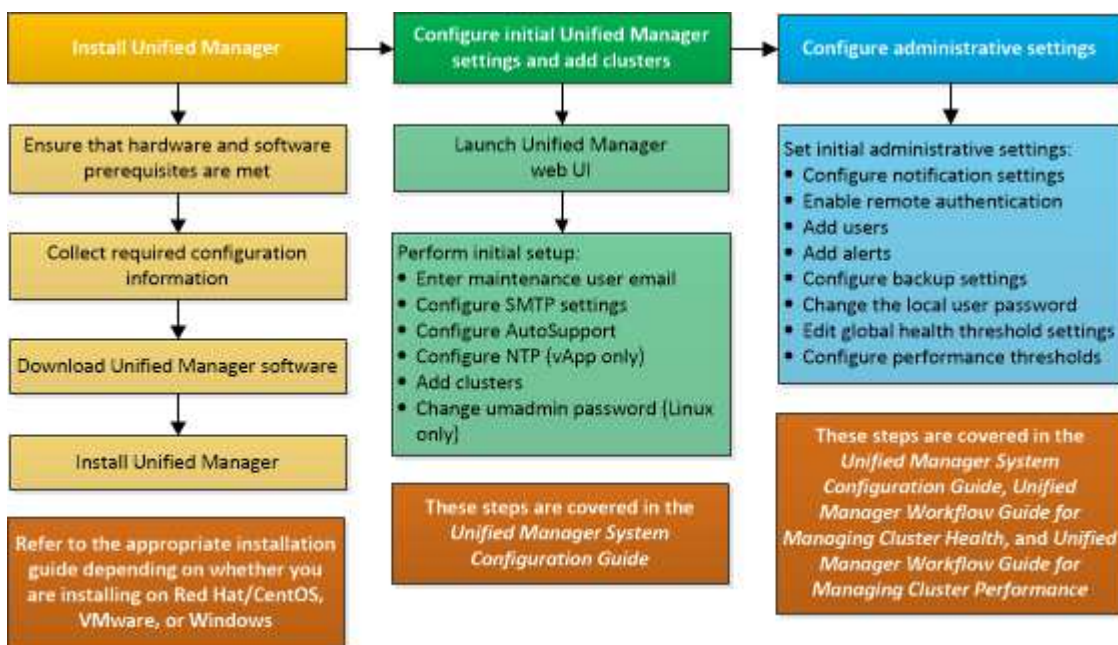 Install Unified Manager
Ensure that hardware and software
prerequisites are met
Collect required configuration
information
Download Unified Manager software
Install Unified Manager
Refer to the appropriate installation
guide depending on whether you
are installing on Red Hat/CentOS,
VMware, or Windows
Configure initial Unified Manager
settings and add clusters
Launch Unified Manager
web UI
Perform initial setup:
• Enter maintenance user email
• Configure SMTP settings
• Configure AutoSupport
• Configure NTP (vApp only)
• Add clusters
• Change umadmin password (Linux
only)
These steps are covered in the
Unified Manager System
Configuration Guide
Configure administrative settings
Set initial administrative settings:
• Configure notification settings
• Enable remote authentication
• Add users
• Add alerts
• Configure backup settings
• Change the local user password
• Edit global health threshold settings
• Configure performance thresholds
These steps are covered in the
Unified Manager System
Configuration Guide, Unified
Manager Workflow Guide for
Managing Cluster Health, and Unified
Manager Workflow Guide for
Managing Cluster Performance